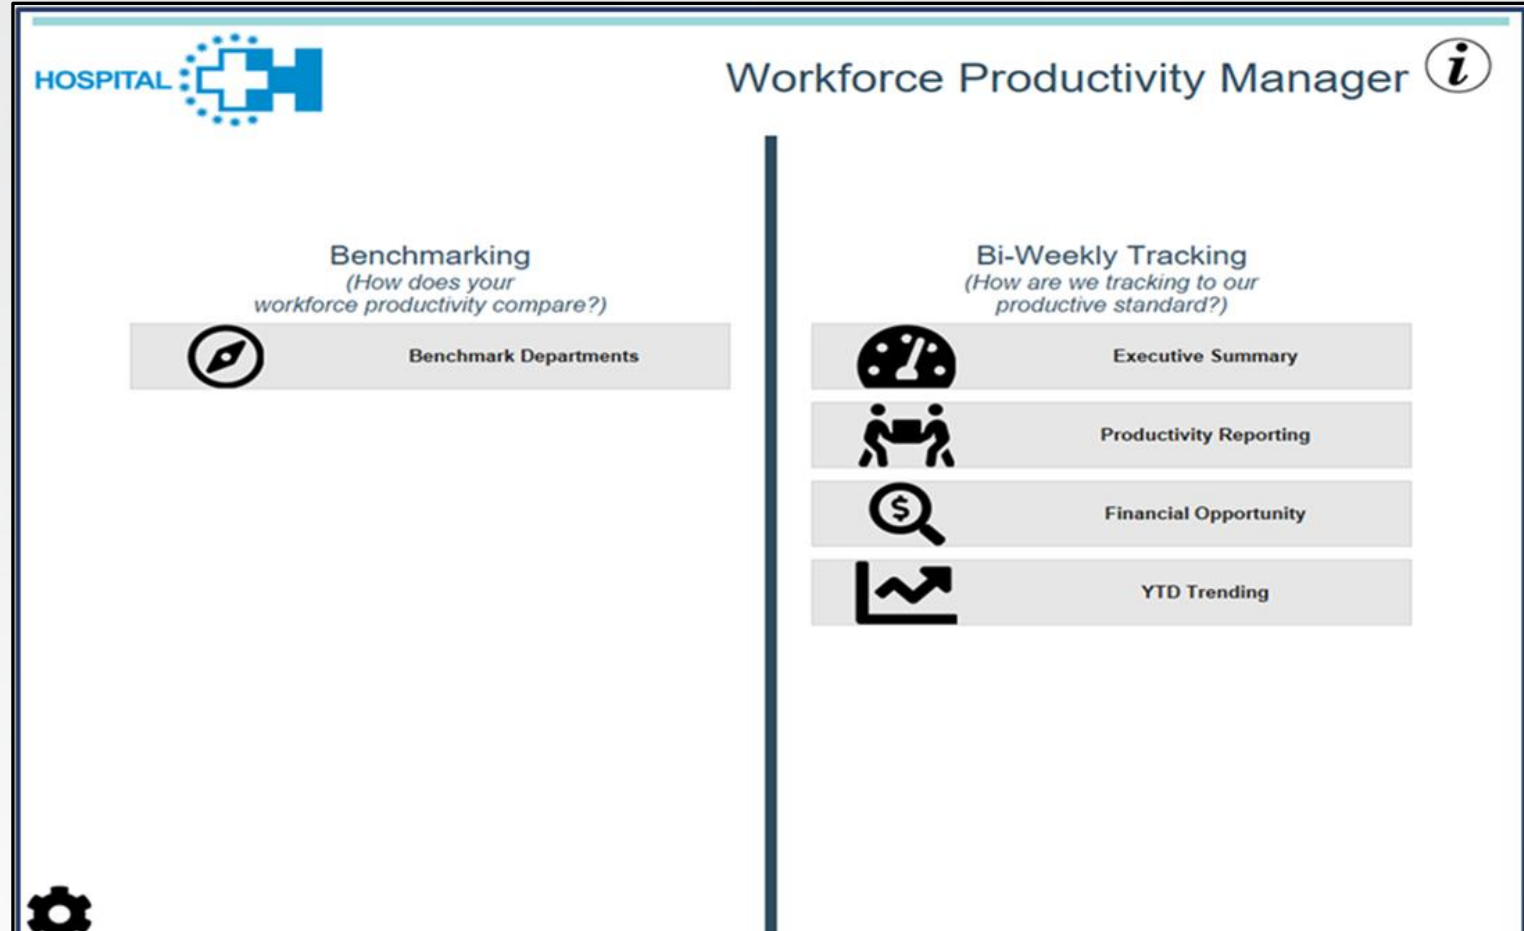 HOSPITAL
Workforce Productivity Manager i
Benchmarking
(How does your
workforce productivity compare?)
Benchmark Departments
Bi-Weekly Tracking
(How are we tracking to our
productive standard?)
Executive Summary
Productivity Reporting
$
Financial Opportunity
YTD Trending